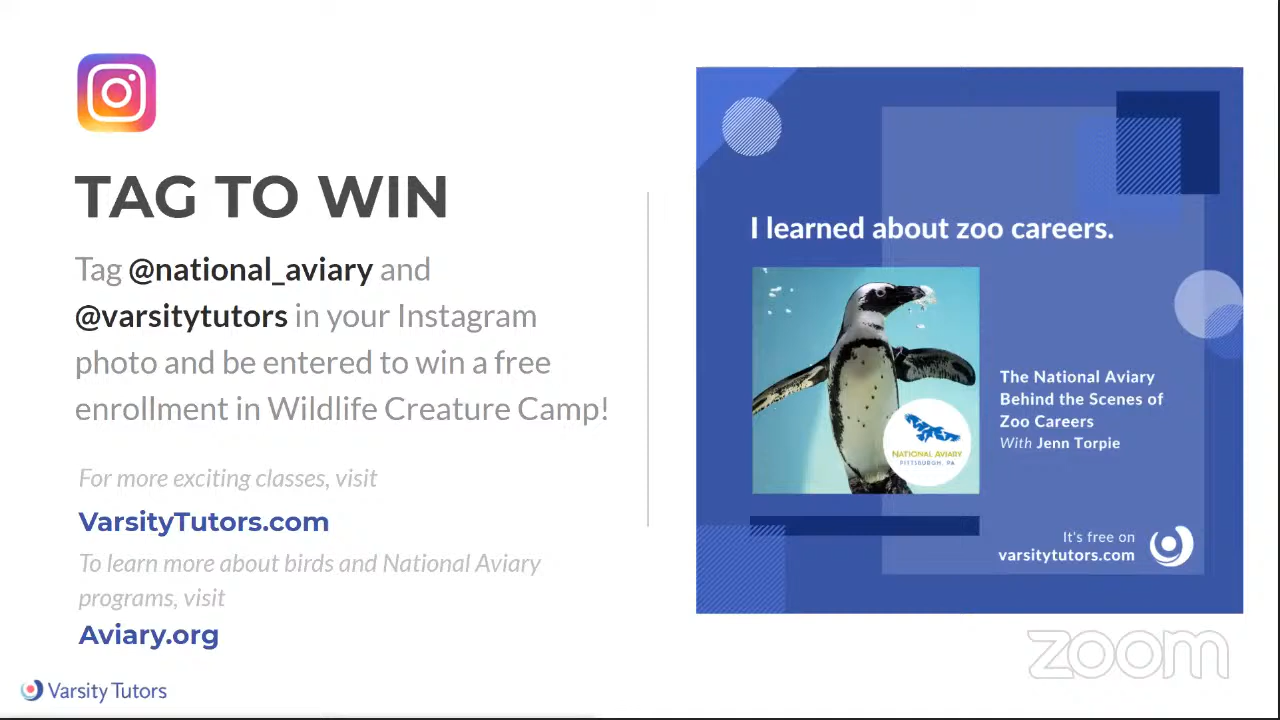 TAG TO WIN
Tag @national_aviary and
@varsitytutors in your Instagram
photo and be entered to win a free
enrollment in Wildlife Creature Camp!
For more exciting classes, visit
VarsityTutors.com
To learn more about birds and National Aviary
programs, visit
Aviary.org
Varsity Tutors
I learned about zoo careers.
NATIONAL AVIARY
PITTSBURGH, PA
The National Aviary
Behind the Scenes of
Zoo Careers
With Jenn Torpie
It's free on
varsitytutors.com
zoom